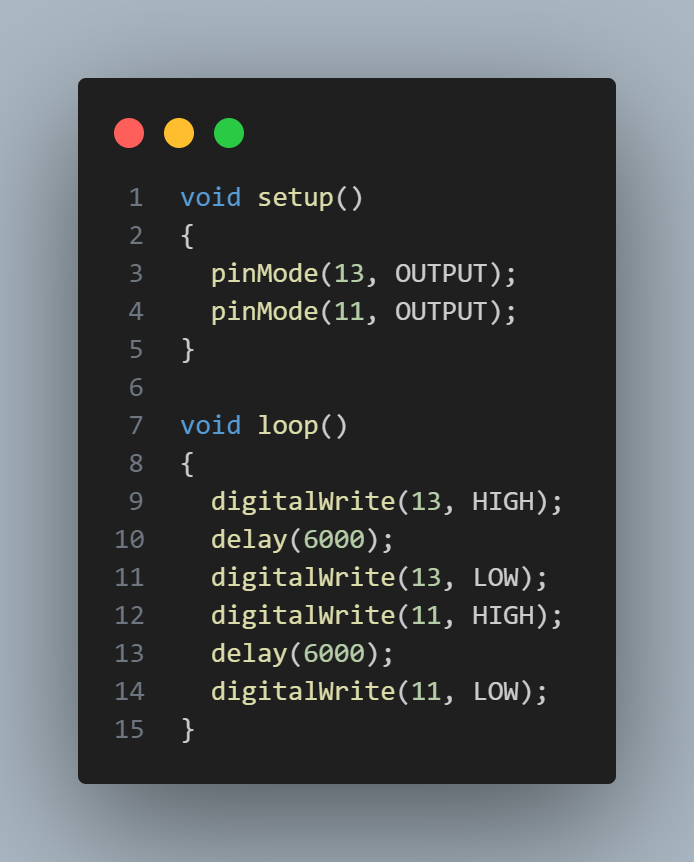 1 void setup()
2 {
3   pinMode(13, OUTPUT);
4   pinMode(11, OUTPUT);
5 }
6
7 void loop()
8 {
9   digitalWrite(13, HIGH);
10   delay(6000);
11   digitalWrite(13, LOW);
12   digitalWrite(11, HIGH);
13   delay(6000);
14   digitalWrite(11, LOW);
15 }